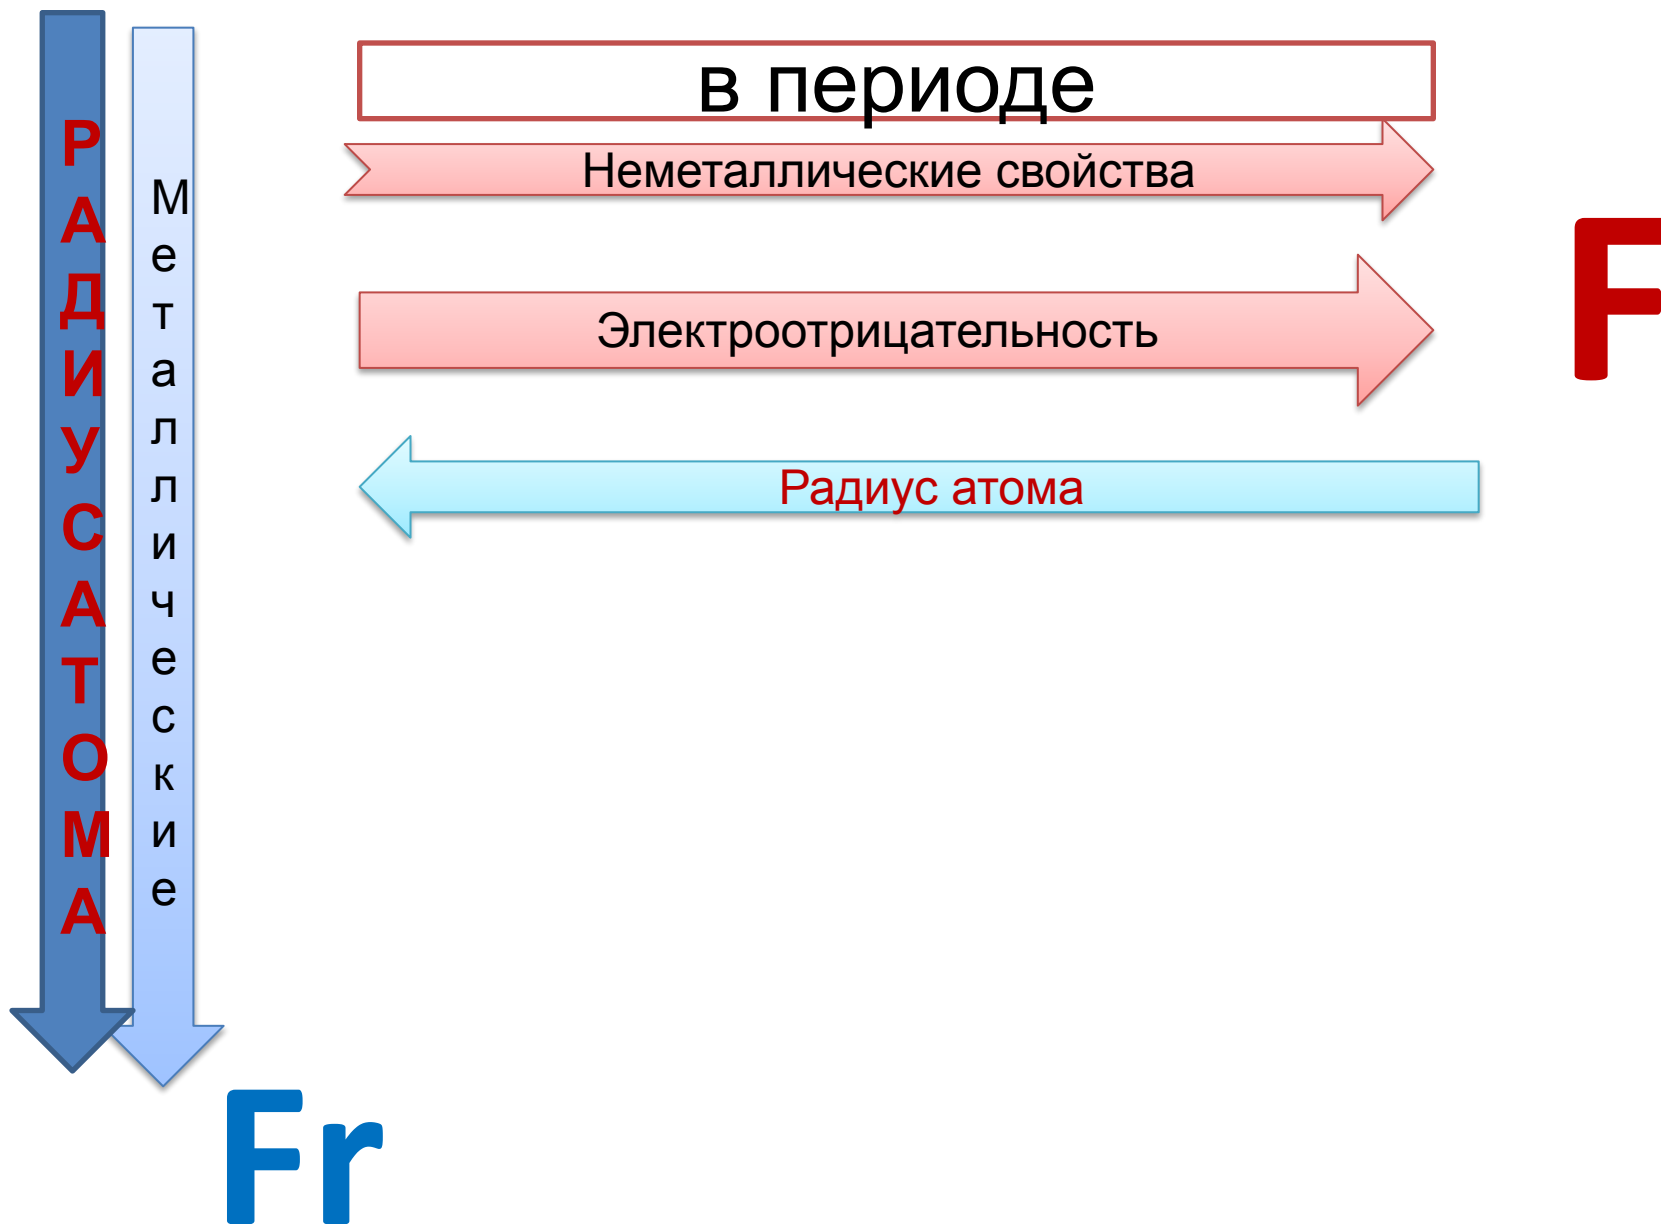 РАДИУС АТОМА
Металлические
в периоде
Неметаллические свойства
Электроотрицательность
Радиус атома
F
Fr